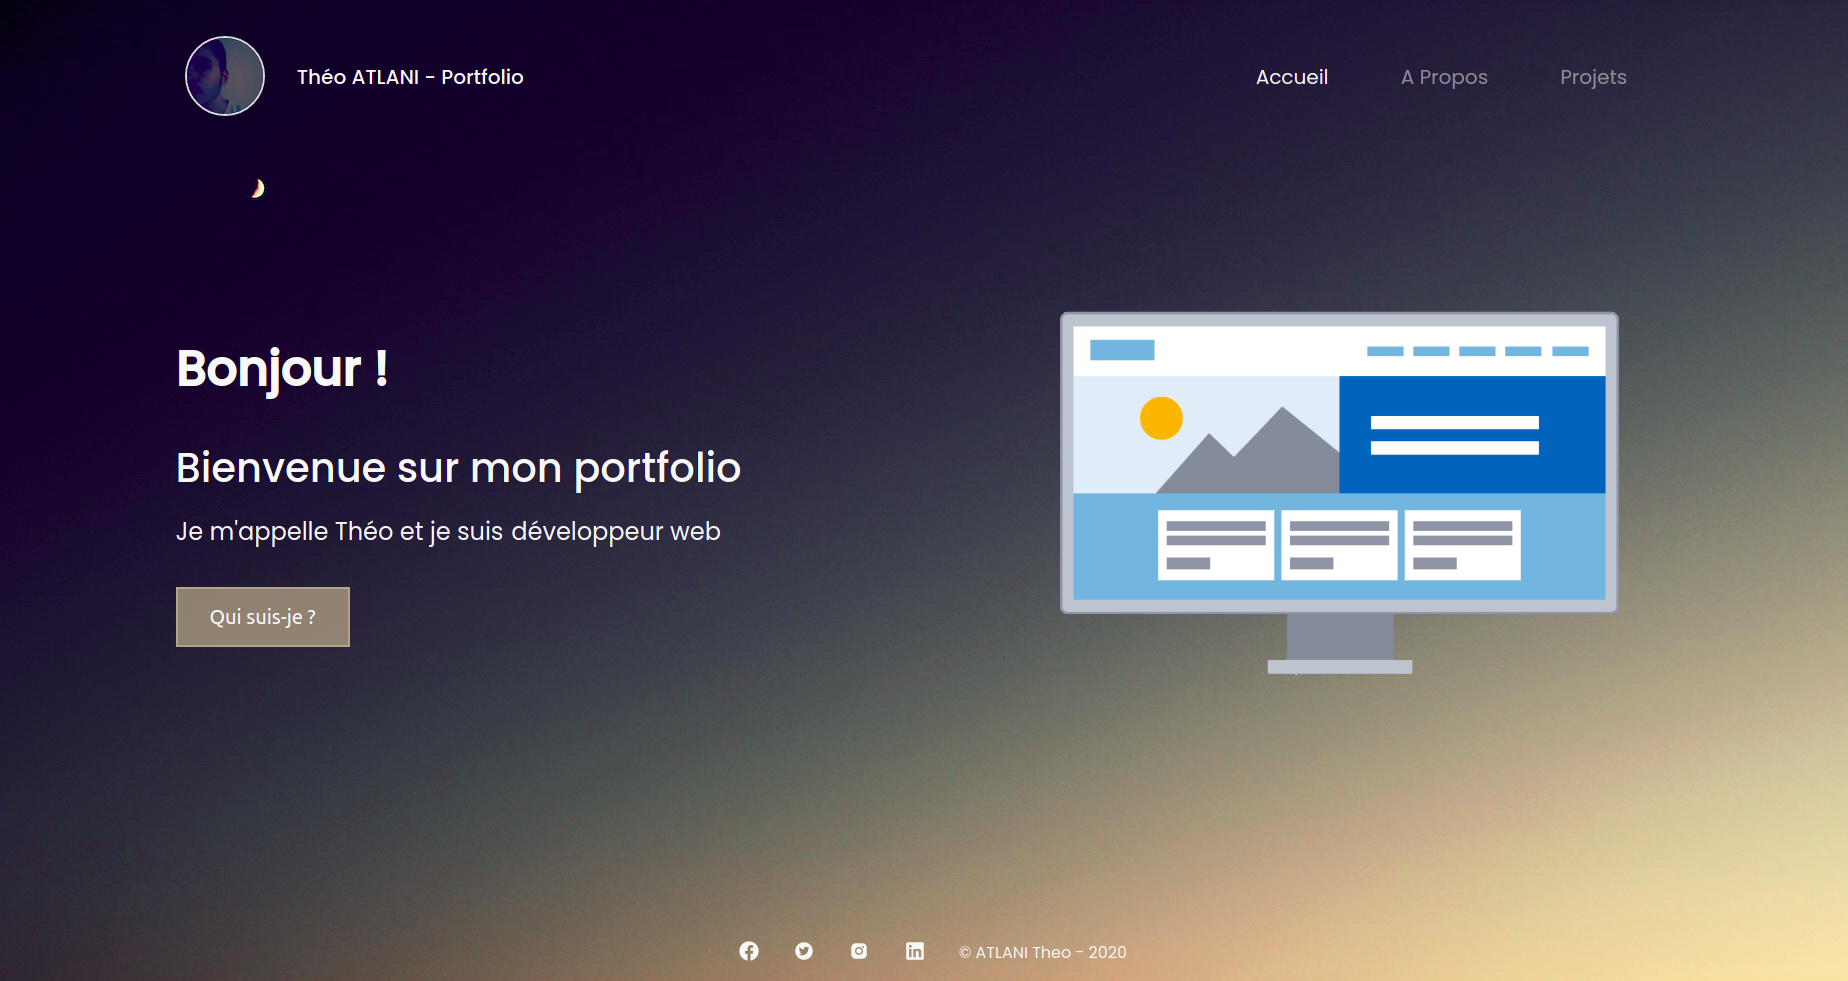 Théo ATLANI - Portfolio
Accueil
A Propos
Projets
Bonjour !
Bienvenue sur mon portfolio
Je m'appelle Théo et je suis développeur web
Qui suis-je ?
© ATLANI Theo - 2020